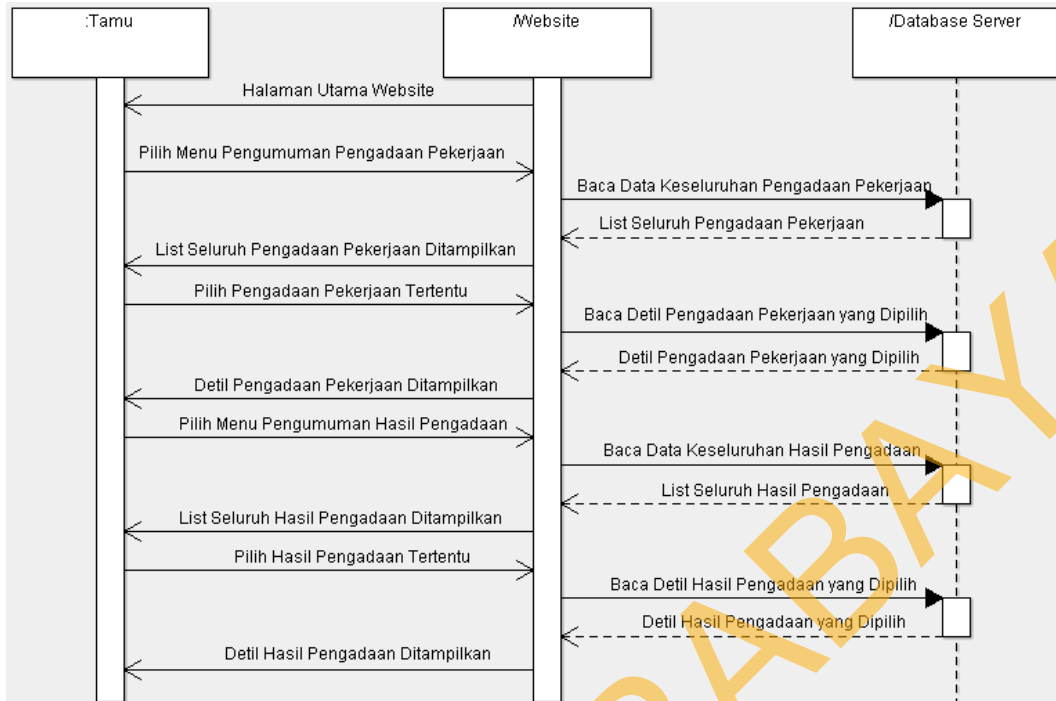 :Tamu
/Website
/Database Server
Halaman Utama Website
Pilih Menu Pengumuman Pengadaan Pekerjaan
Baca Data Keseluruhan Pengadaan Pekerjaan
List Seluruh Pengadaan Pekerjaan
List Seluruh Pengadaan Pekerjaan Ditampilkan
Pilih Pengadaan Pekerjaan Tertentu
Baca Detil Pengadaan Pekerjaan yang Dipilih
Detil Pengadaan Pekerjaan yang Dipilih
Detil Pengadaan Pekerjaan Ditampilkan
Pilih Menu Pengumuman Hasil Pengadaan
Baca Data Keseluruhan Hasil Pengadaan
List Seluruh Hasil Pengadaan
List Seluruh Hasil Pengadaan Ditampilkan
Pilih Hasil Pengadaan Tertentu
Baca Detil Hasil Pengadaan yang Dipilih
Detil Hasil Pengadaan yang Dipilih
Detil Hasil Pengadaan Ditampilkan
RABAYA